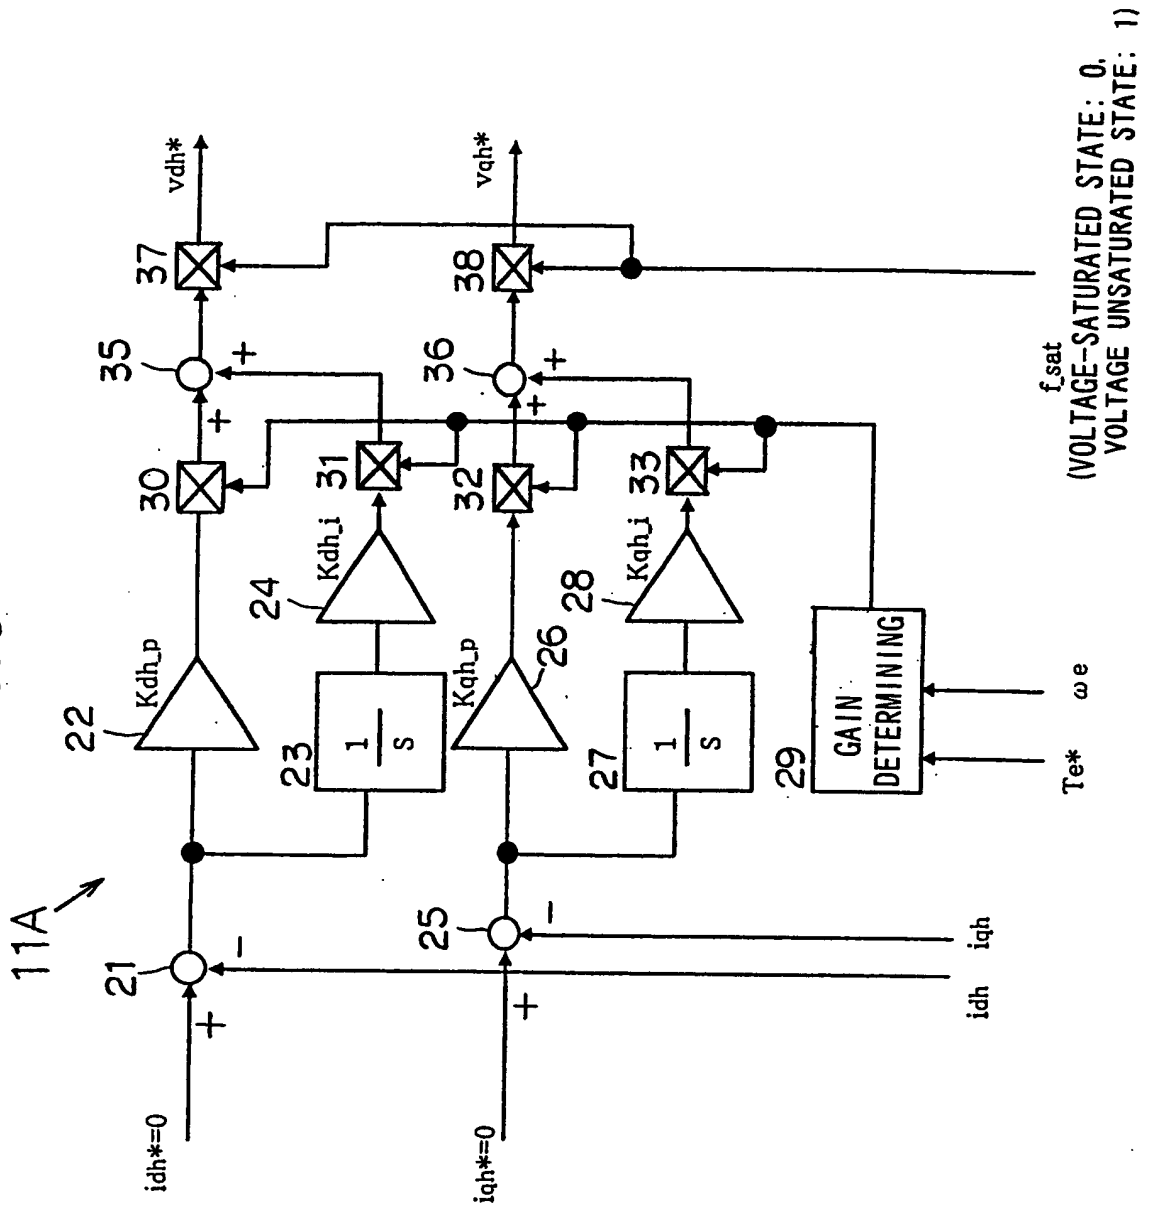 11A
idh*=0
+
21
-
22
Kdh_p
30
+
35
37
vdh*
23
1
S
24
Kdh_i
31
+
iqh*=0
+
25
-
Kqh_p
26
32
+
36
38
vqh*
27
1
S
28
Kqh_i
33
+
29
GAIN
DETERMINING
idh
iqh
Te*
ωe
f_sat
(VOLTAGE-SATURATED STATE: 0,
VOLTAGE UNSATURATED STATE: 1)